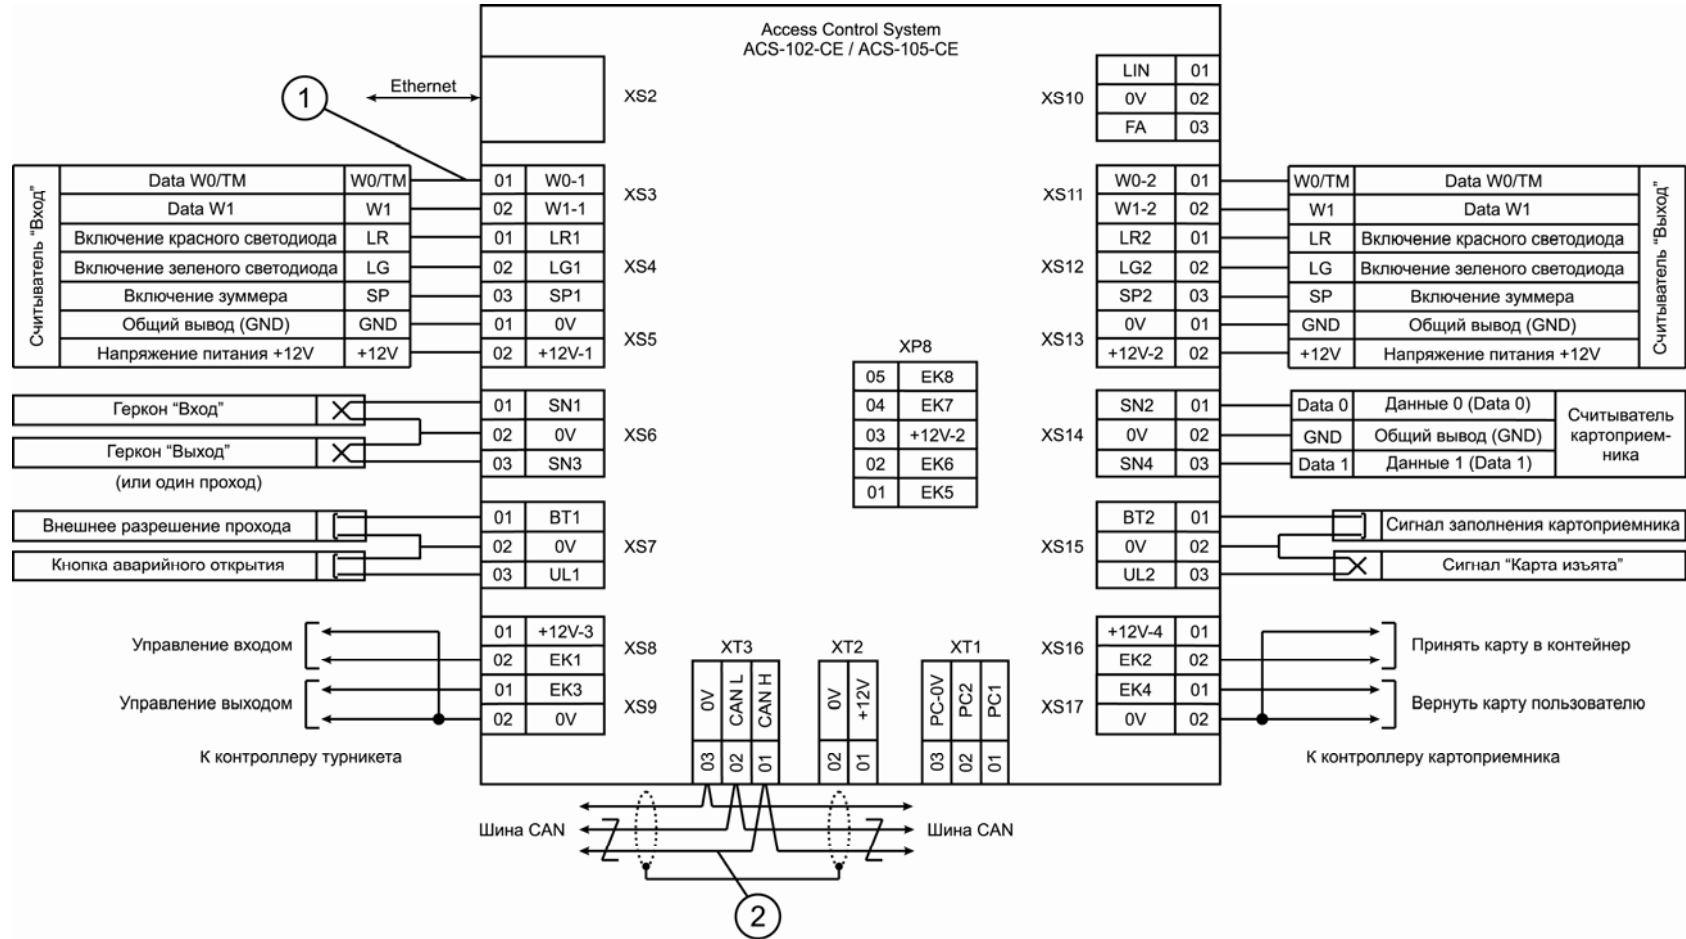 Access Control System
ACS-102-CE / ACS-105-CE
1
Ethernet
XS2
XS10
LIN 01
0V 02
FA 03
Считыватель “Вход”
Data W0/TM W0/TM 01 W0-1
Data W1 W1 02 W1-1
XS3
Включение красного светодиода LR 01 LR1
Включение зеленого светодиода LG 02 LG1
Включение зуммера SP 03 SP1
XS4
Общий вывод (GND) GND 01 0V
Напряжение питания +12V +12V 02 +12V-1
XS5
XS11
W0-2 01 W0/TM Data W0/TM
W1-2 02 W1 Data W1
XS12
LR2 01 LR Включение красного светодиода
LG2 02 LG Включение зеленого светодиода
SP2 03 SP Включение зуммера
XS13
0V 01 GND Общий вывод (GND)
+12V-2 02 +12V Напряжение питания +12V
Считыватель “Выход”
XP8
05 EK8
04 EK7
03 +12V-2
02 EK6
01 EK5
Геркон “Вход” 01 SN1
02 0V
Геркон “Выход” 03 SN3
XS6
(или один проход)
XS14
SN2 01 Data 0 Данные 0 (Data 0)
0V 02 GND Общий вывод (GND)
SN4 03 Data 1 Данные 1 (Data 1)
Считыватель
картоприем-
ника
Внешнее разрешение прохода 01 BT1
02 0V
Кнопка аварийного открытия 03 UL1
XS7
XS15
BT2 01 Сигнал заполнения картоприемника
0V 02
UL2 03 Сигнал “Карта изъята”
Управление входом
01 +12V-3
02 EK1
XS8
Управление выходом
01 EK3
02 0V
XS9
К контроллеру турникета
XT3
0V CAN L CAN H
03 02 01
XT2
0V +12V
02 01
XT1
PC-0V PC2 PC1
03 02 01
XS16
+12V-4 01
EK2 02
Принять карту в контейнер
XS17
EK4 01
0V 02
Вернуть карту пользователю
К контроллеру картоприемника
Шина CAN
Шина CAN
2